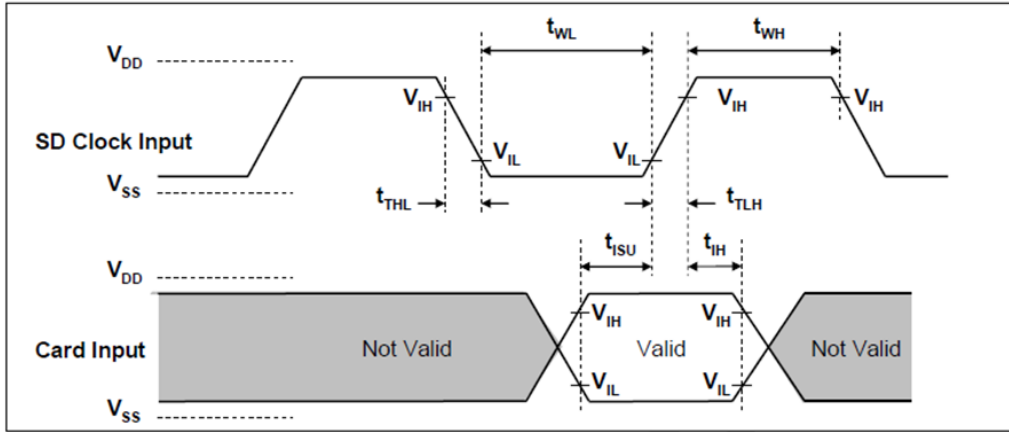 tWL
tWH
VDD
VIH
VIH
VIH
SD Clock Input
VIL
VIL
VSS
tTHL
tTLH
tISU
tIH
VDD
VIH
VIH
Card Input
Not Valid
Valid
Not Valid
VIL
VIL
VSS